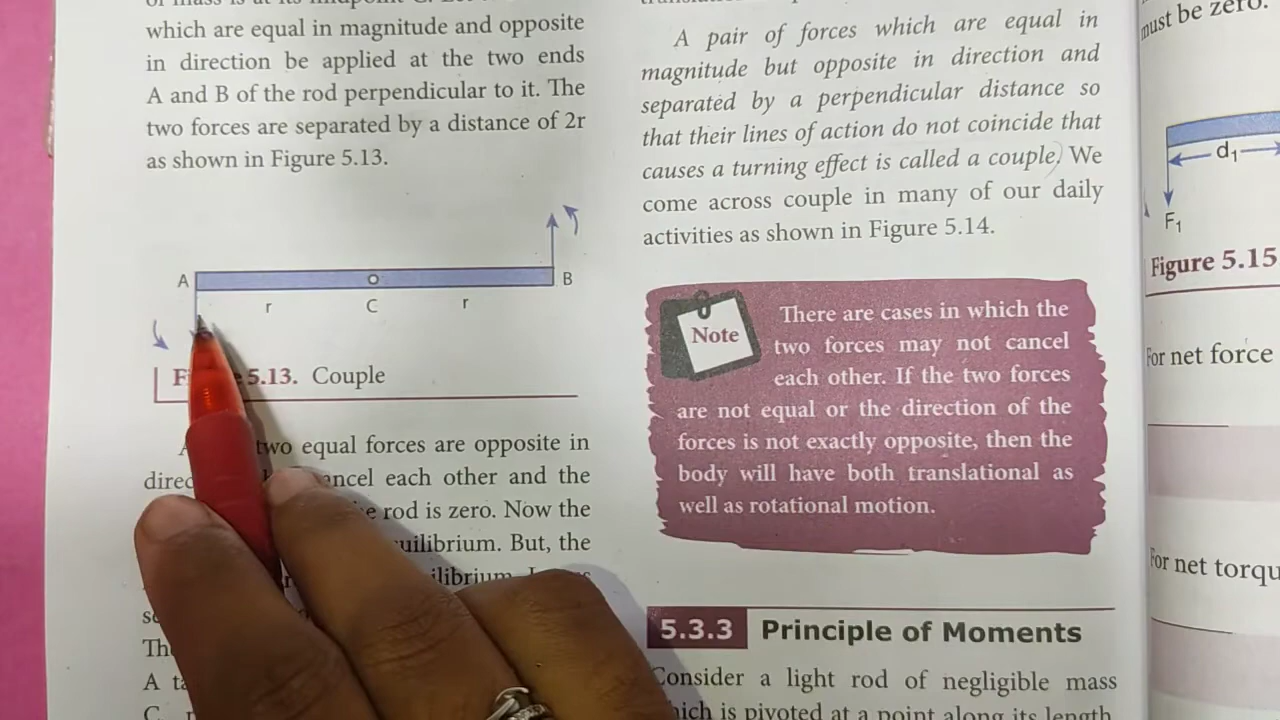 which are equal in magnitude and opposite
in direction be applied at the two ends
A and B of the rod perpendicular to it. The
two forces are separated by a distance of 2r
as shown in Figure 5.13.
A
B
r
C
r
5.13. Couple
two equal forces are opposite in
cancel each other and the
rod is zero. Now the
But, the
A pair of forces which are equal in
magnitude but opposite in direction and
separated by a perpendicular distance so
that their lines of action do not coincide that
causes a turning effect is called a couple. We
come across couple in many of our daily
activities as shown in Figure 5.14.
Note
There are cases in which the
two forces may not cancel
each other. If the two forces
are not equal or the direction of the
forces is not exactly opposite, then the
body will have both translational as
well as rotational motion.
5.3.3 Principle of Moments
Consider a light rod of negligible mass
which is pivoted at a point along its length
must be zero.
d₁
F₁
Figure 5.15
For net force
For net torqu